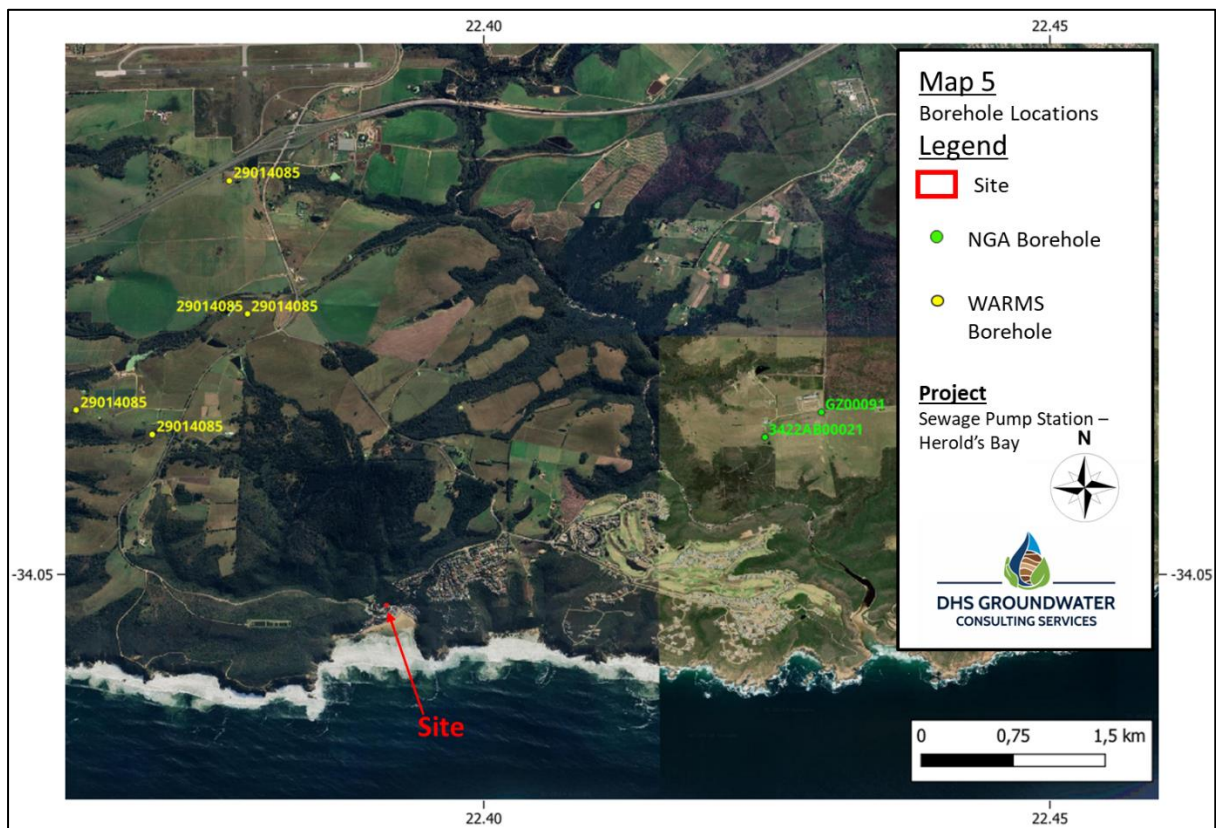 22.40
22.45
Map 5
Borehole Locations
Legend
Site
NGA Borehole
WARMS
Borehole
Project
Sewage Pump Station –
Herold's Bay
N
DHS GROUNDWATER
CONSULTING SERVICES
29014085
29014085 29014085
29014085
29014085
GZ00091
3422AB00021
-34.05
-34.05
Site
0 0,75 1,5 km
22.40
22.45